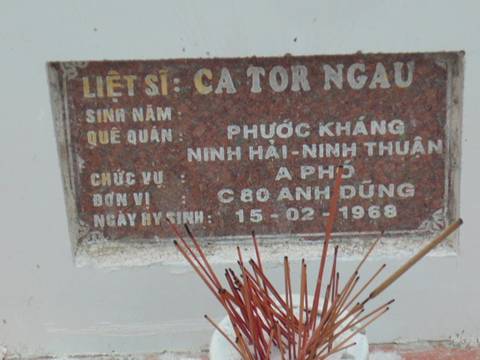 LIỆT SĨ: CA TOR NGAU
SINH NĂM :
QUÊ QUÁN : PHƯỚC KHÁNG
NINH HẢI-NINH THUẬN
CHỨC VỤ : A PHÓ
ĐƠN VỊ : C 80 ANH DŨNG
NGÀY HY SINH: 15-02-1968